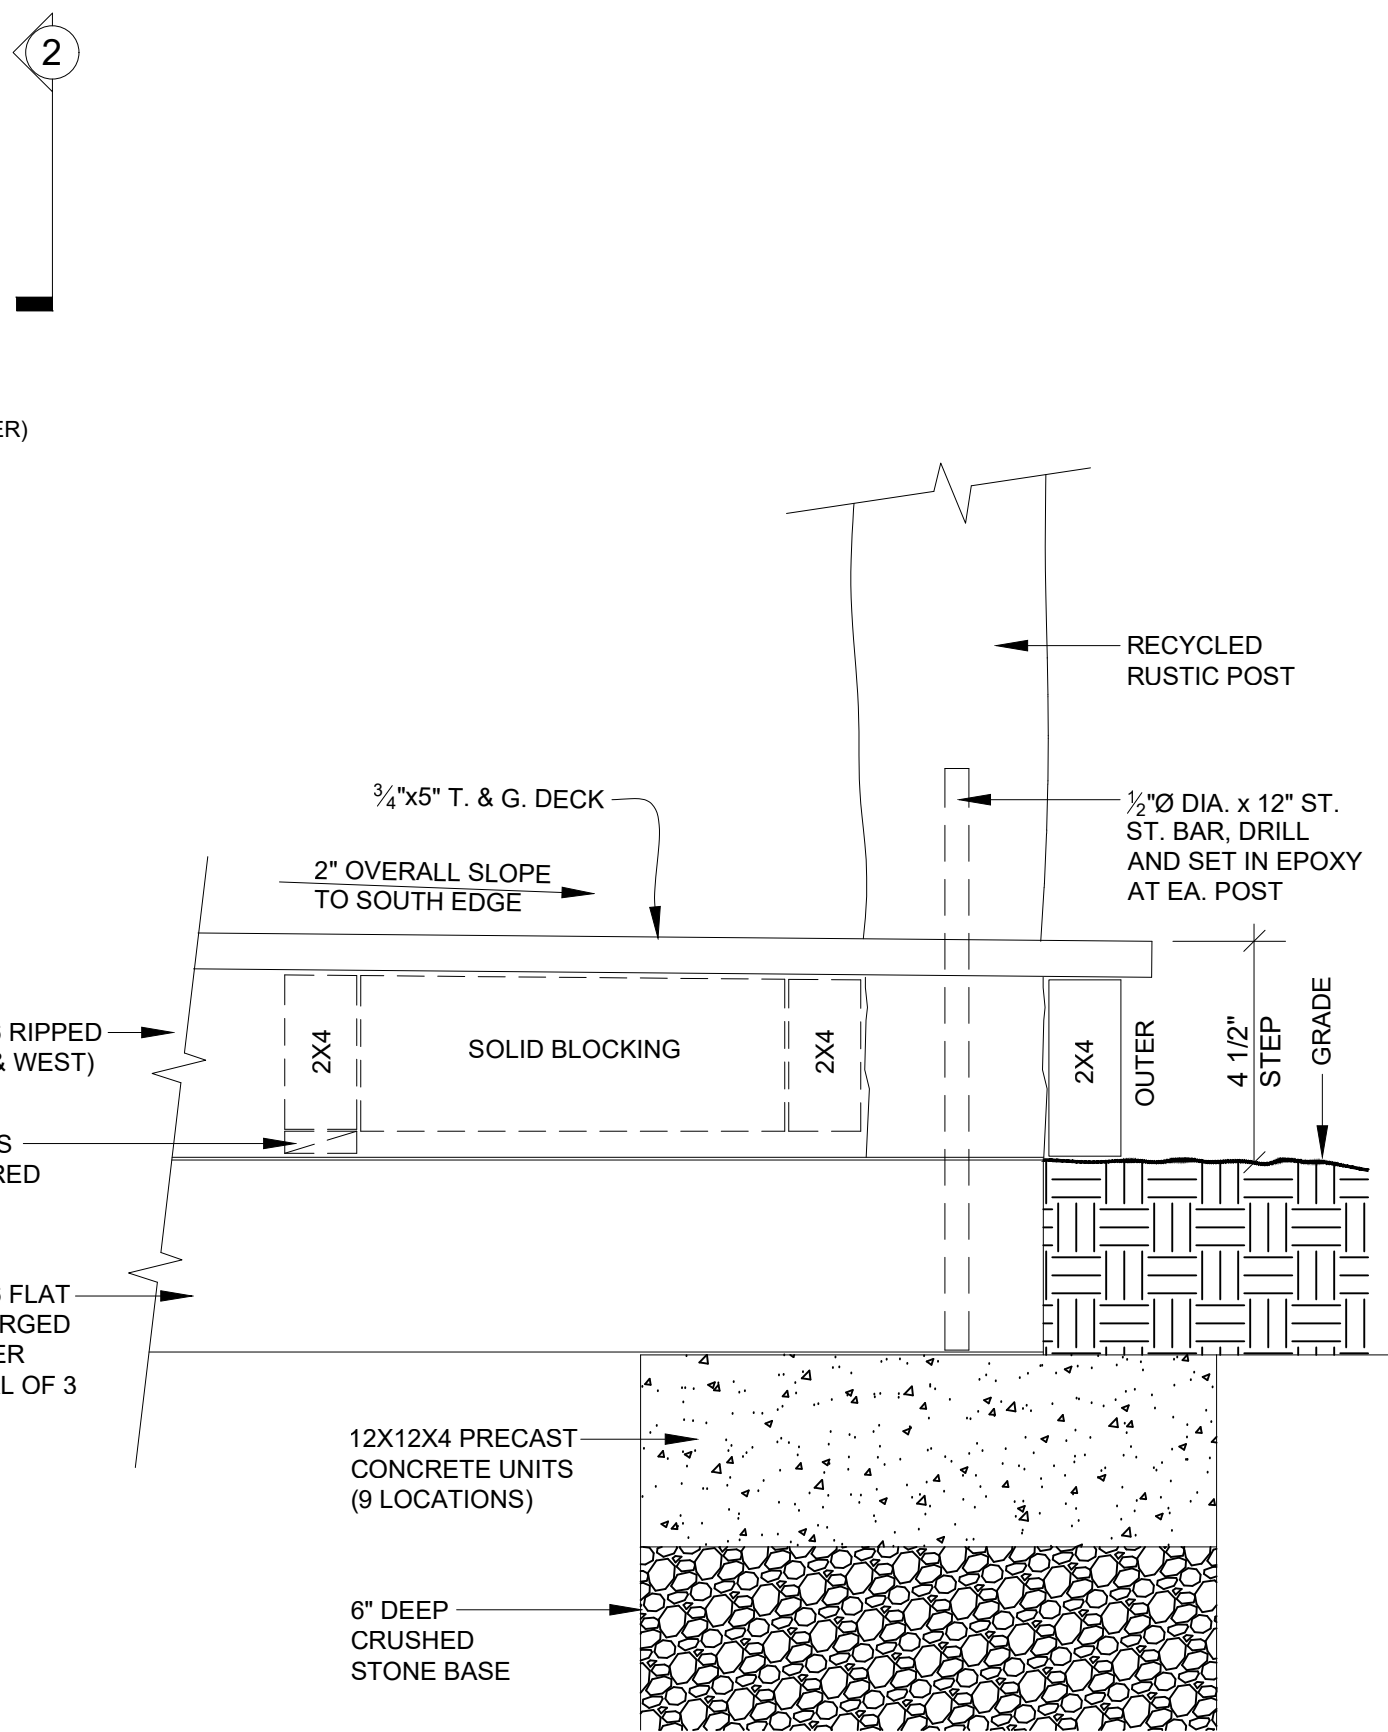 2
ER)
RECYCLED
RUSTIC POST
¾"x5" T. & G. DECK
½"Ø DIA. x 12" ST.
ST. BAR, DRILL
AND SET IN EPOXY
AT EA. POST
2" OVERALL SLOPE
TO SOUTH EDGE
RIPPED
& WEST)
2X4
SOLID BLOCKING
2X4
2X4
OUTER
4 1/2"
STEP
GRADE
S
RED
FLAT
RGED
ER
L OF 3
12X12X4 PRECAST
CONCRETE UNITS
(9 LOCATIONS)
6" DEEP
CRUSHED
STONE BASE